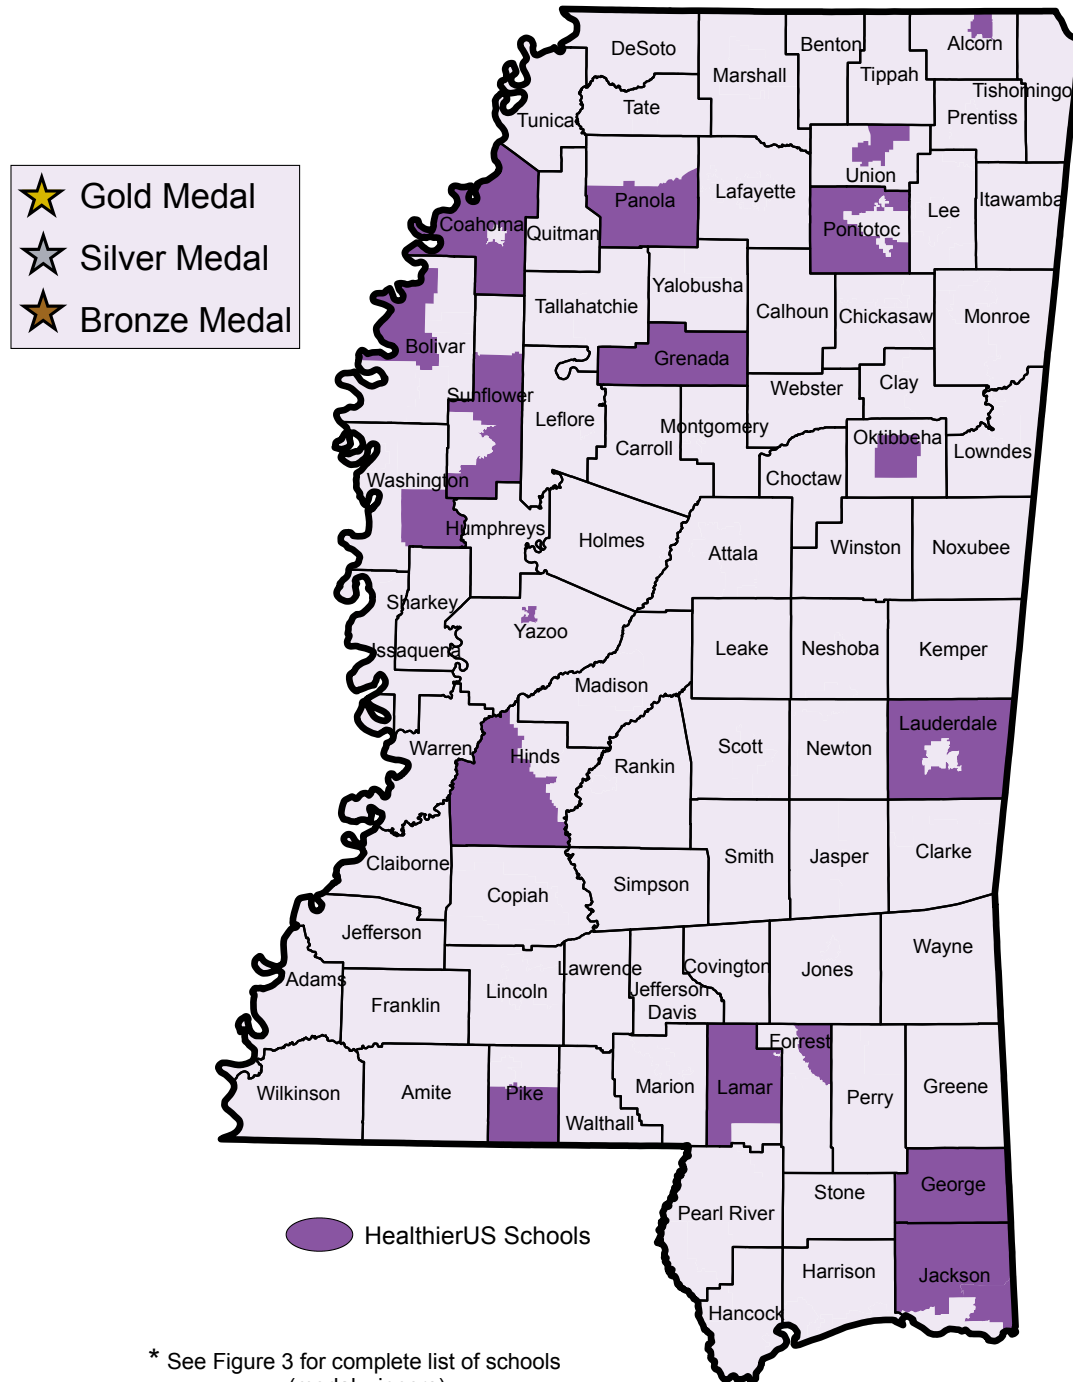 DeSoto
Benton
Alcorn
Marshall
Tippah
Tishomingo
Tate
Tunica
Prentiss
Gold Medal
Silver Medal
Bronze Medal
Union
Panola
Lafayette
Itawamba
Lee
Coahoma
Quitman
Pontotoc
Yalobusha
Tallahatchie
Calhoun
Chickasaw
Monroe
Bolivar
Grenada
Clay
Webster
Sunflower
Leflore
Montgomery
Oktibbeha
Carroll
Lowndes
Choctaw
Washington
Humphreys
Holmes
Attala
Winston
Noxubee
Sharkey
Yazoo
Issaquena
Leake
Neshoba
Kemper
Madison
Lauderdale
Warren
Hinds
Scott
Newton
Rankin
Claiborne
Smith
Jasper
Clarke
Copiah
Simpson
Jefferson
Wayne
Lawrence
Covington
Jones
Adams
Franklin
Lincoln
Jefferson
Davis
Forrest
Wilkinson
Amite
Pike
Marion
Lamar
Perry
Greene
Walthall
George
Stone
Pearl River
HealthierUS Schools
Harrison
Jackson
Hancock
* See Figure 3 for complete list of schools